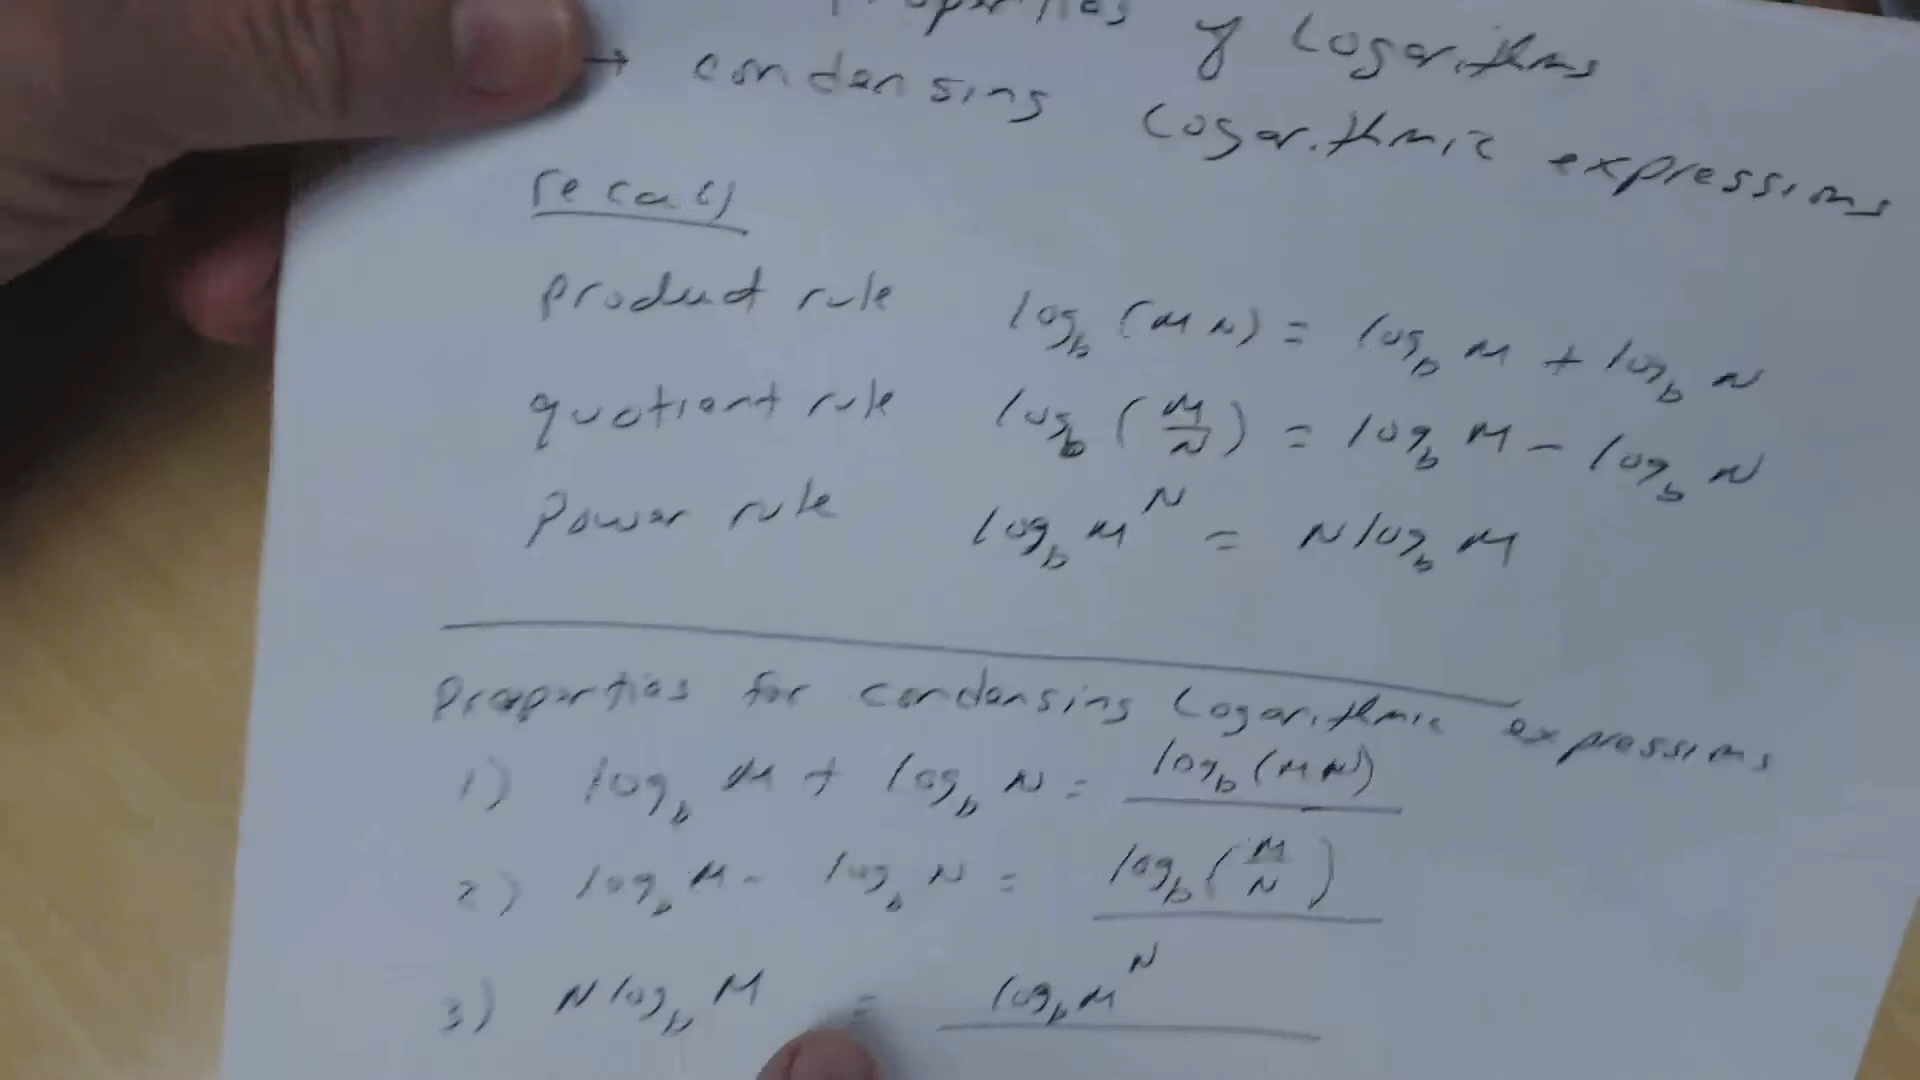 Properties of Logarithms
→ condensing Logarithmic expressions
recall
product rule log_b (MN) = log_b M + log_b N
quotient rule log_b (M/N) = log_b M - log_b N
Power rule log_b M^N = N log_b M
Properties for condensing Logarithmic expressions
1) log_b M + log_b N = log_b (MN)
2) log_b M - log_b N = log_b (M/N)
3) N log_b M = log_b M^N